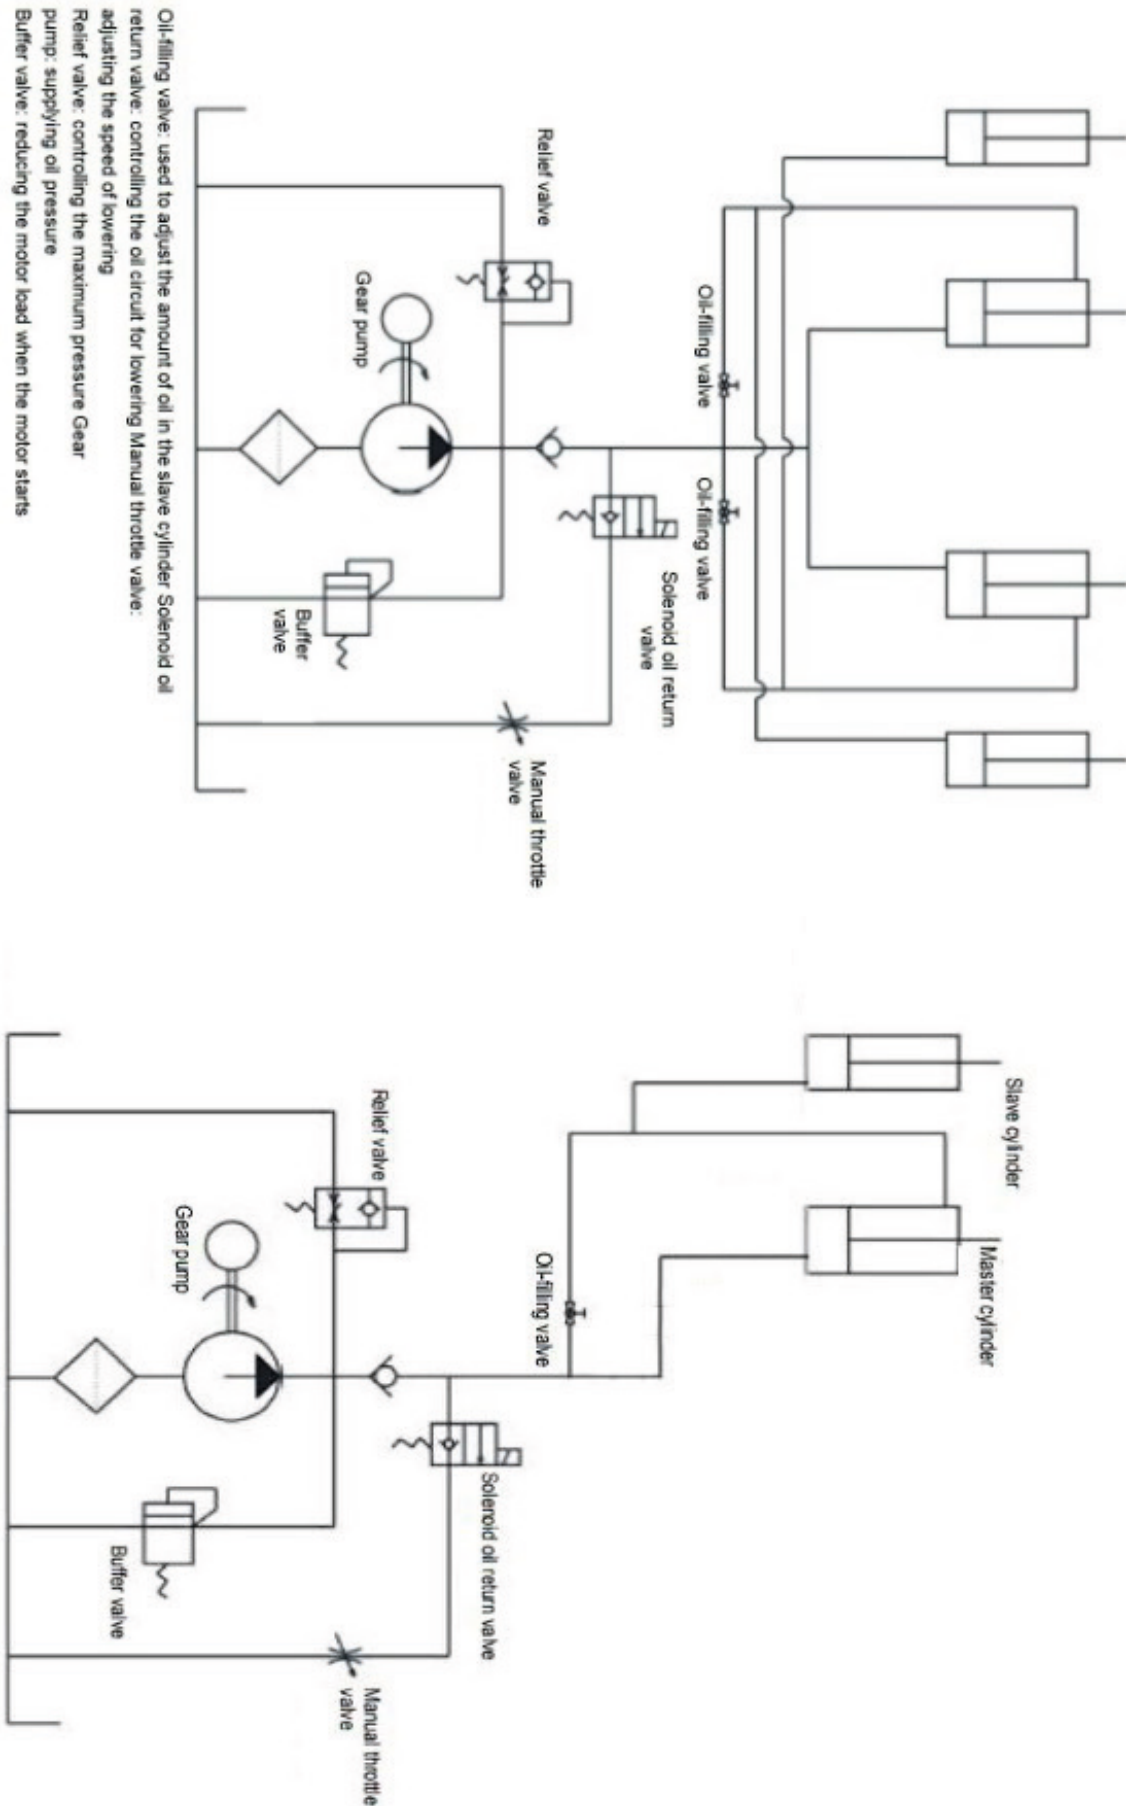 Relief valve
Gear pump
Oil-filling valve
Oil-filling valve
Solenoid oil return
valve
Buffer
valve
Manual throttle
valve
Oil-filling valve: used to adjust the amount of oil in the slave cylinder Solenoid oil
return valve: controlling the oil circuit for lowering Manual throttle valve:
adjusting the speed of lowering
Relief valve: controlling the maximum pressure Gear
pump: supplying oil pressure
Buffer valve: reducing the motor load when the motor starts
Slave cylinder
Master cylinder
Relief valve
Gear pump
Oil-filling valve
Solenoid oil return valve
Buffer valve
Manual throttle
valve